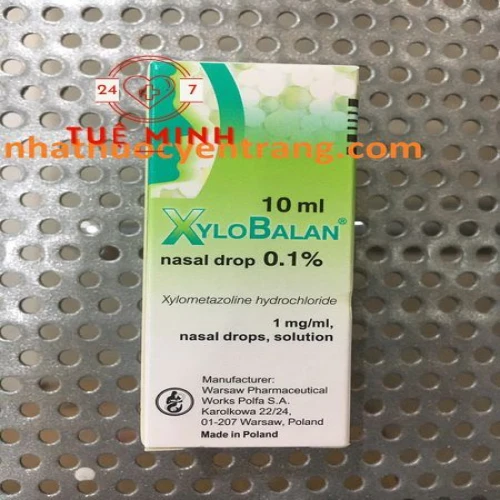 24 7
TUÊ MINH
nhathuocyentrang.com
10 ml
XYLOBALAN®
nasal drop 0.1%
Xylometazoline hydrochloride
1 mg/ml,
nasal drops, solution
Manufacturer:
Warsaw Pharmaceutical
Works Polfa S.A.
Karolkowa 22/24,
01-207 Warsaw, Poland
Made in Poland